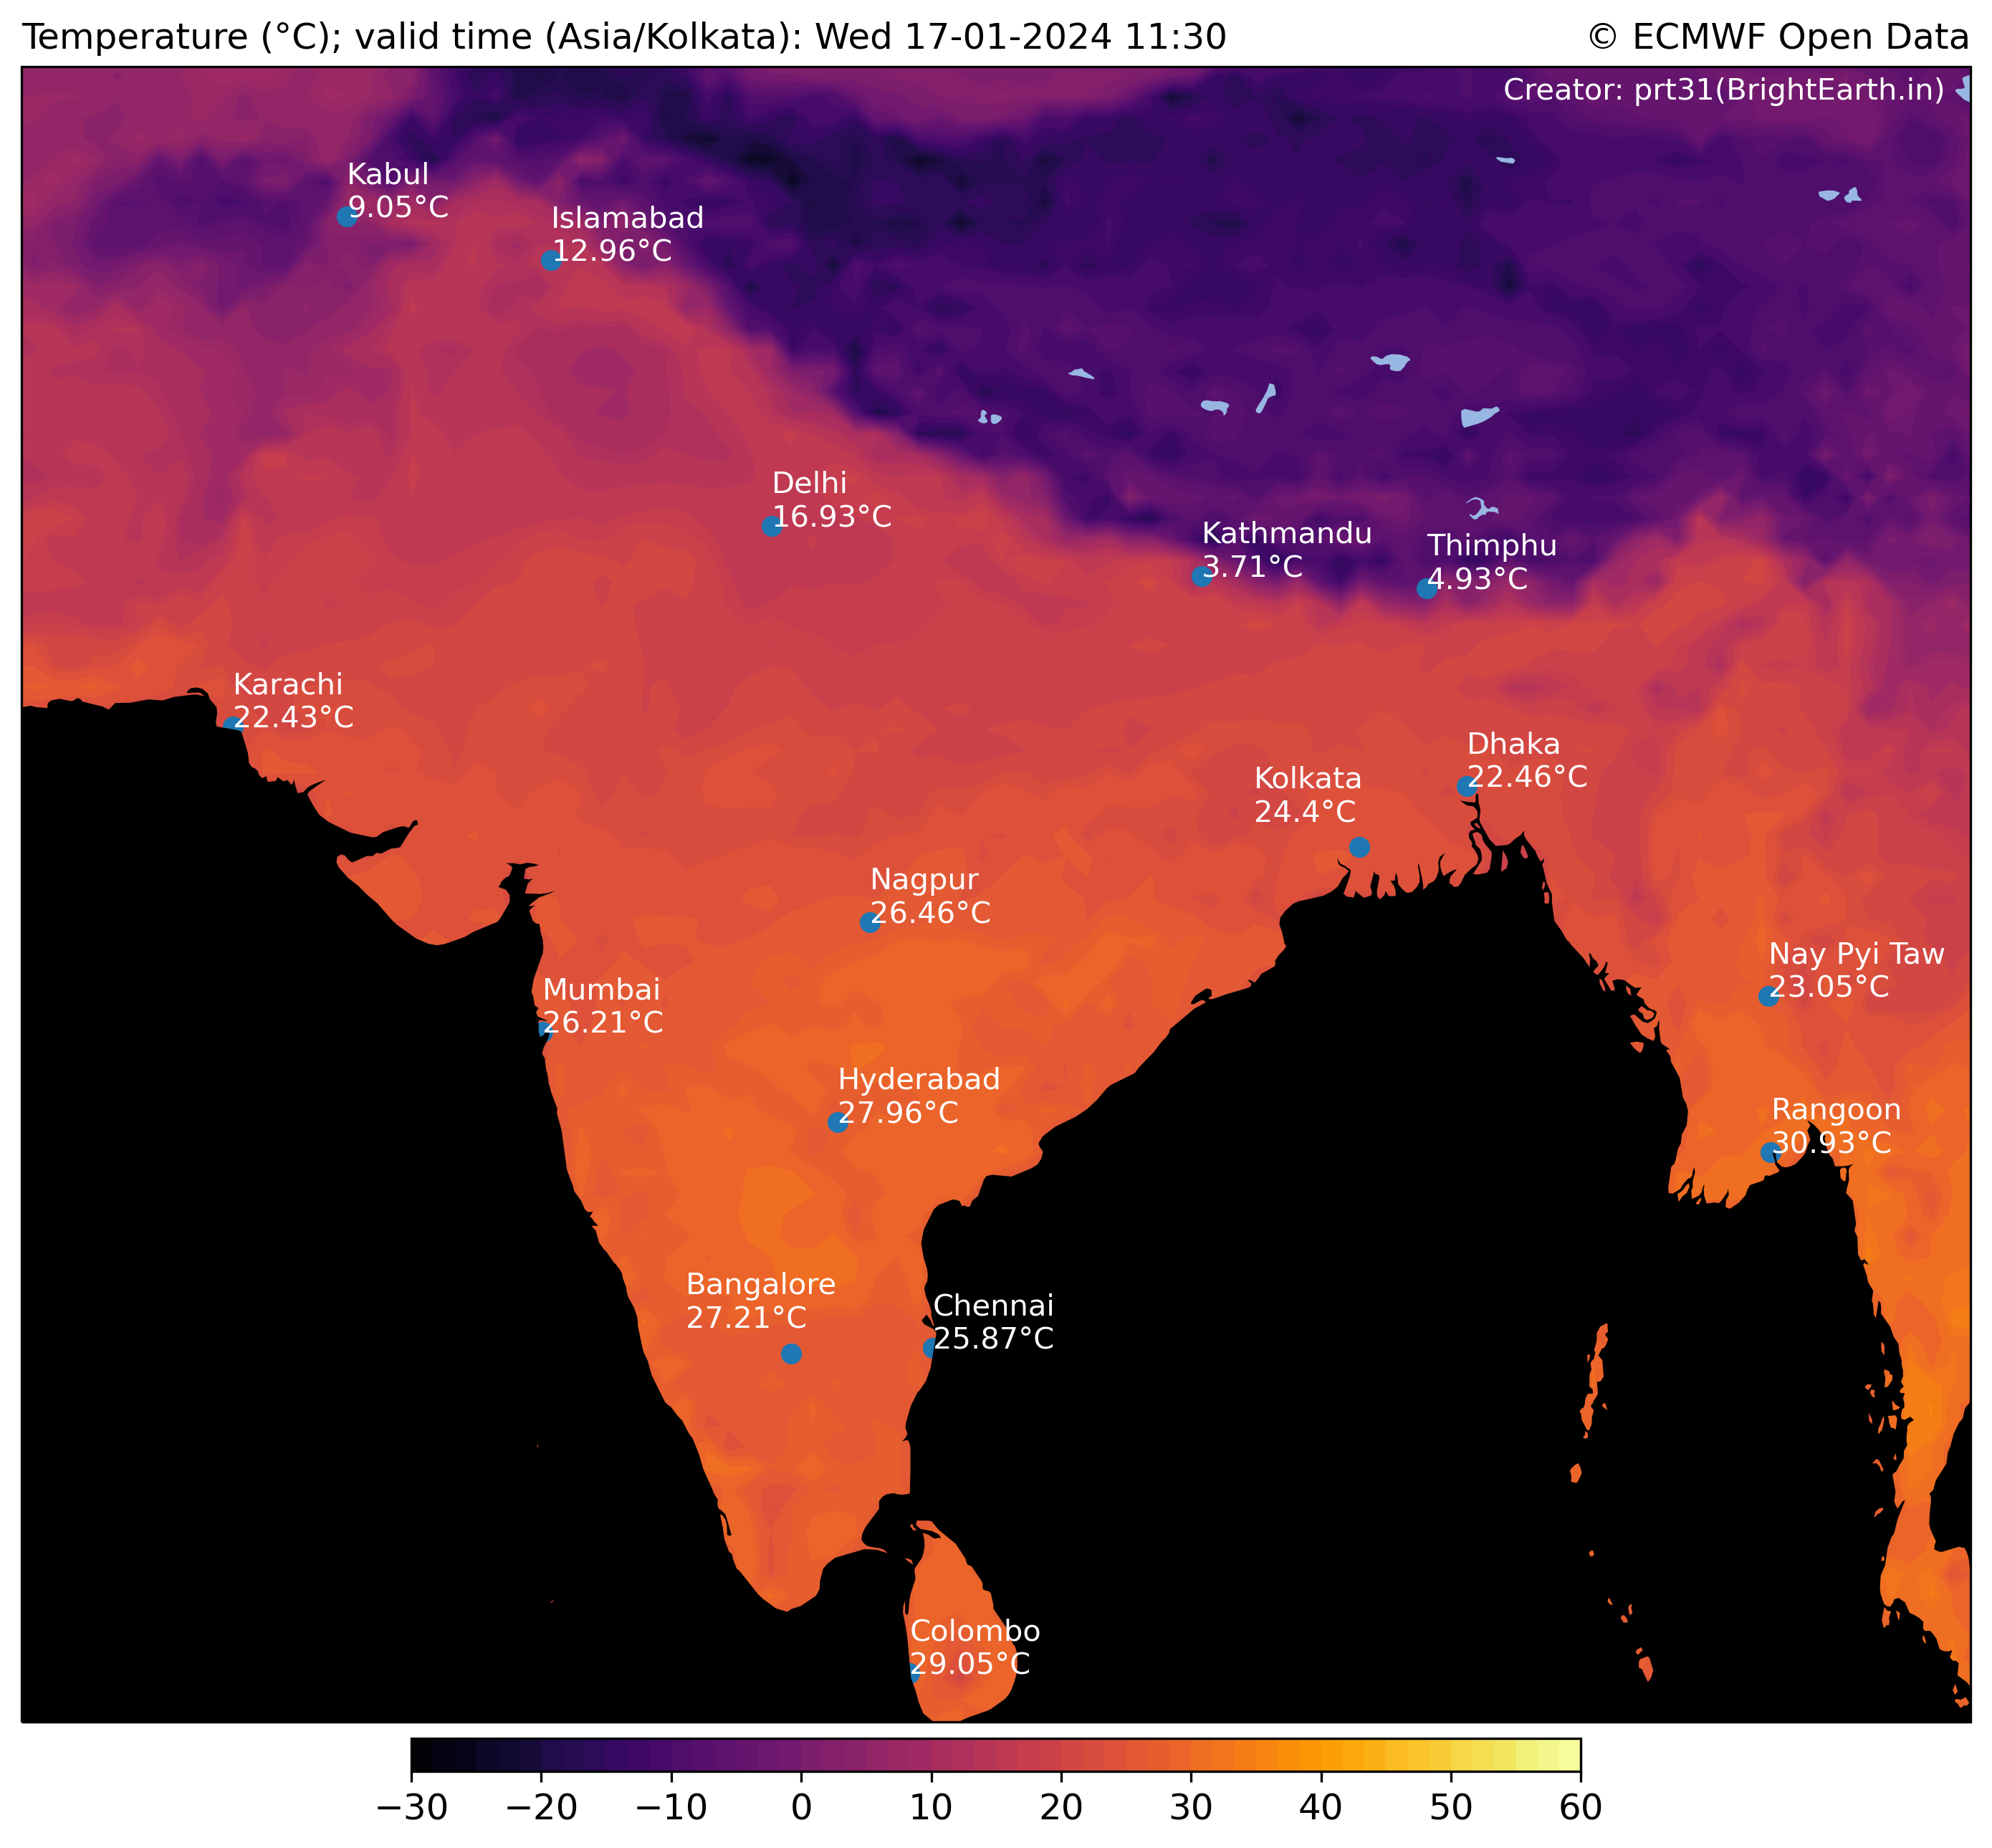 Temperature (°C); valid time (Asia/Kolkata): Wed 17-01-2024 11:30
© ECMWF Open Data
Creator: prt31(BrightEarth.in)
Kabul
9.05°C
Islamabad
12.96°C
Delhi
16.93°C
Kathmandu
3.71°C
Thimphu
4.93°C
Karachi
22.43°C
Dhaka
22.46°C
Kolkata
24.4°C
Nagpur
26.46°C
Nay Pyi Taw
23.05°C
Mumbai
26.21°C
Hyderabad
27.96°C
Rangoon
30.93°C
Bangalore
27.21°C
Chennai
25.87°C
Colombo
29.05°C
−30 −20 −10 0 10 20 30 40 50 60